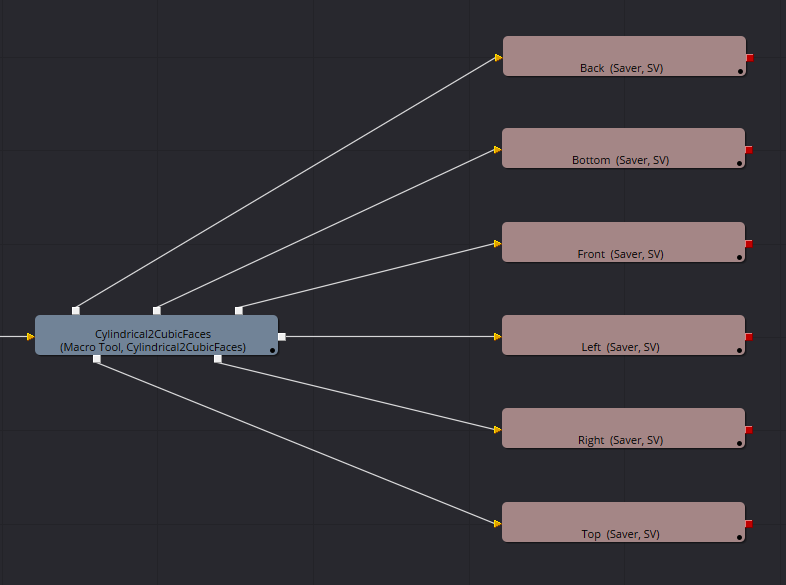 Back (Saver, SV)
Bottom (Saver, SV)
Front (Saver, SV)
Cylindrical2CubicFaces
(Macro Tool, Cylindrical2CubicFaces)
Left (Saver, SV)
Right (Saver, SV)
Top (Saver, SV)